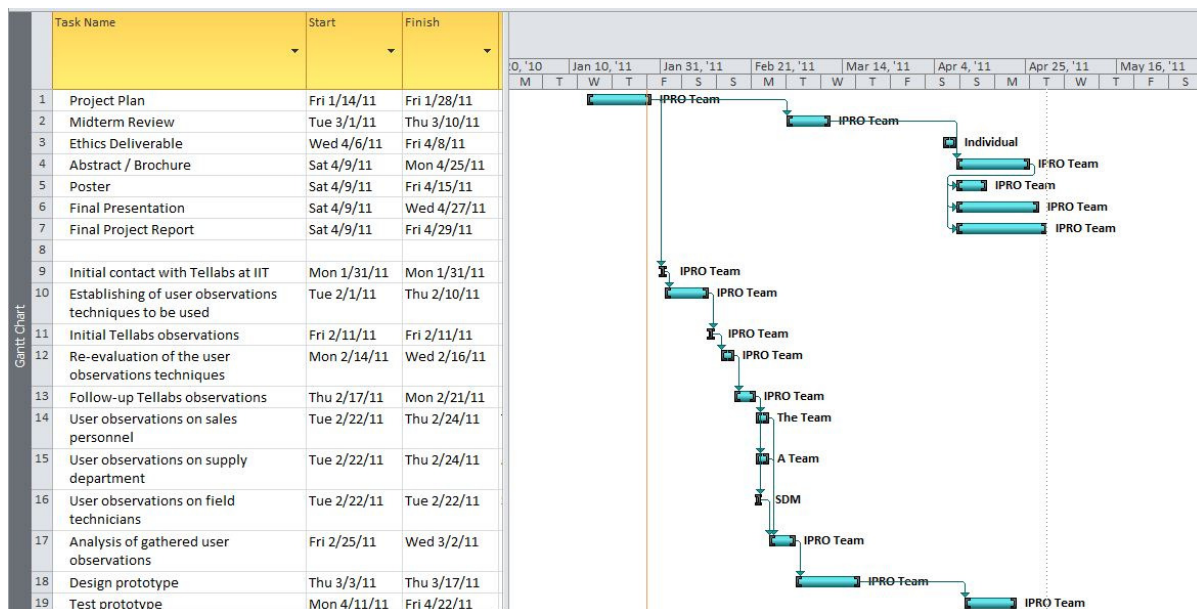 Task Name Start Finish
20, '10 Jan 10, '11 Jan 31, '11 Feb 21, '11 Mar 14, '11 Apr 4, '11 Apr 25, '11 May 16, '11
M T W T F S S M T W T F S S M T W T F S
Gantt Chart
1 Project Plan Fri 1/14/11 Fri 1/28/11 IPRO Team
2 Midterm Review Tue 3/1/11 Thu 3/10/11 IPRO Team
3 Ethics Deliverable Wed 4/6/11 Fri 4/8/11 Individual
4 Abstract / Brochure Sat 4/9/11 Mon 4/25/11 IPRO Team
5 Poster Sat 4/9/11 Fri 4/15/11 IPRO Team
6 Final Presentation Sat 4/9/11 Wed 4/27/11 IPRO Team
7 Final Project Report Sat 4/9/11 Fri 4/29/11 IPRO Team
8
9 Initial contact with Tellabs at IIT Mon 1/31/11 Mon 1/31/11 IPRO Team
10 Establishing of user observations Tue 2/1/11 Thu 2/10/11 IPRO Team
techniques to be used
11 Initial Tellabs observations Fri 2/11/11 Fri 2/11/11 IPRO Team
12 Re-evaluation of the user Mon 2/14/11 Wed 2/16/11 IPRO Team
observations techniques
13 Follow-up Tellabs observations Thu 2/17/11 Mon 2/21/11 IPRO Team
14 User observations on sales Tue 2/22/11 Thu 2/24/11 The Team
personnel
15 User observations on supply Tue 2/22/11 Thu 2/24/11 A Team
department
16 User observations on field Tue 2/22/11 Tue 2/22/11 SDM
technicians
17 Analysis of gathered user Fri 2/25/11 Wed 3/2/11 IPRO Team
observations
18 Design prototype Thu 3/3/11 Thu 3/17/11 IPRO Team
19 Test prototype Mon 4/11/11 Fri 4/22/11 IPRO Team